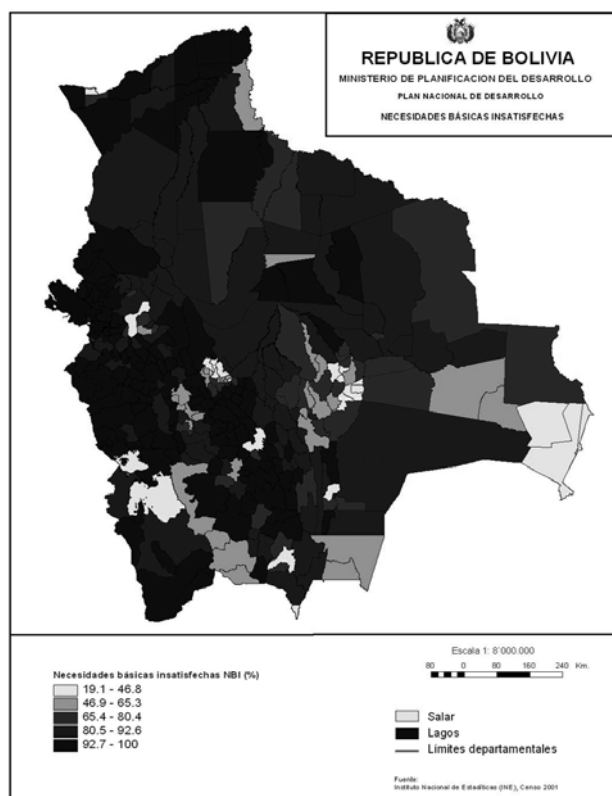 REPUBLICA DE BOLIVIA
MINISTERIO DE PLANIFICACION DEL DESARROLLO
PLAN NACIONAL DE DESARROLLO
NECESIDADES BÁSICAS INSATISFECHAS
Necesidades básicas insatisfechas NBI (%)
19.1 - 46.8
46.9 - 65.3
65.4 - 80.4
80.5 - 92.6
92.7 - 100
Escala 1: 8'000.000
80 0 80 160 240 Km.
Salar
Lagos
Límites departamentales
Fuente:
Instituto Nacional de Estadíticas (INE), Censo 2001